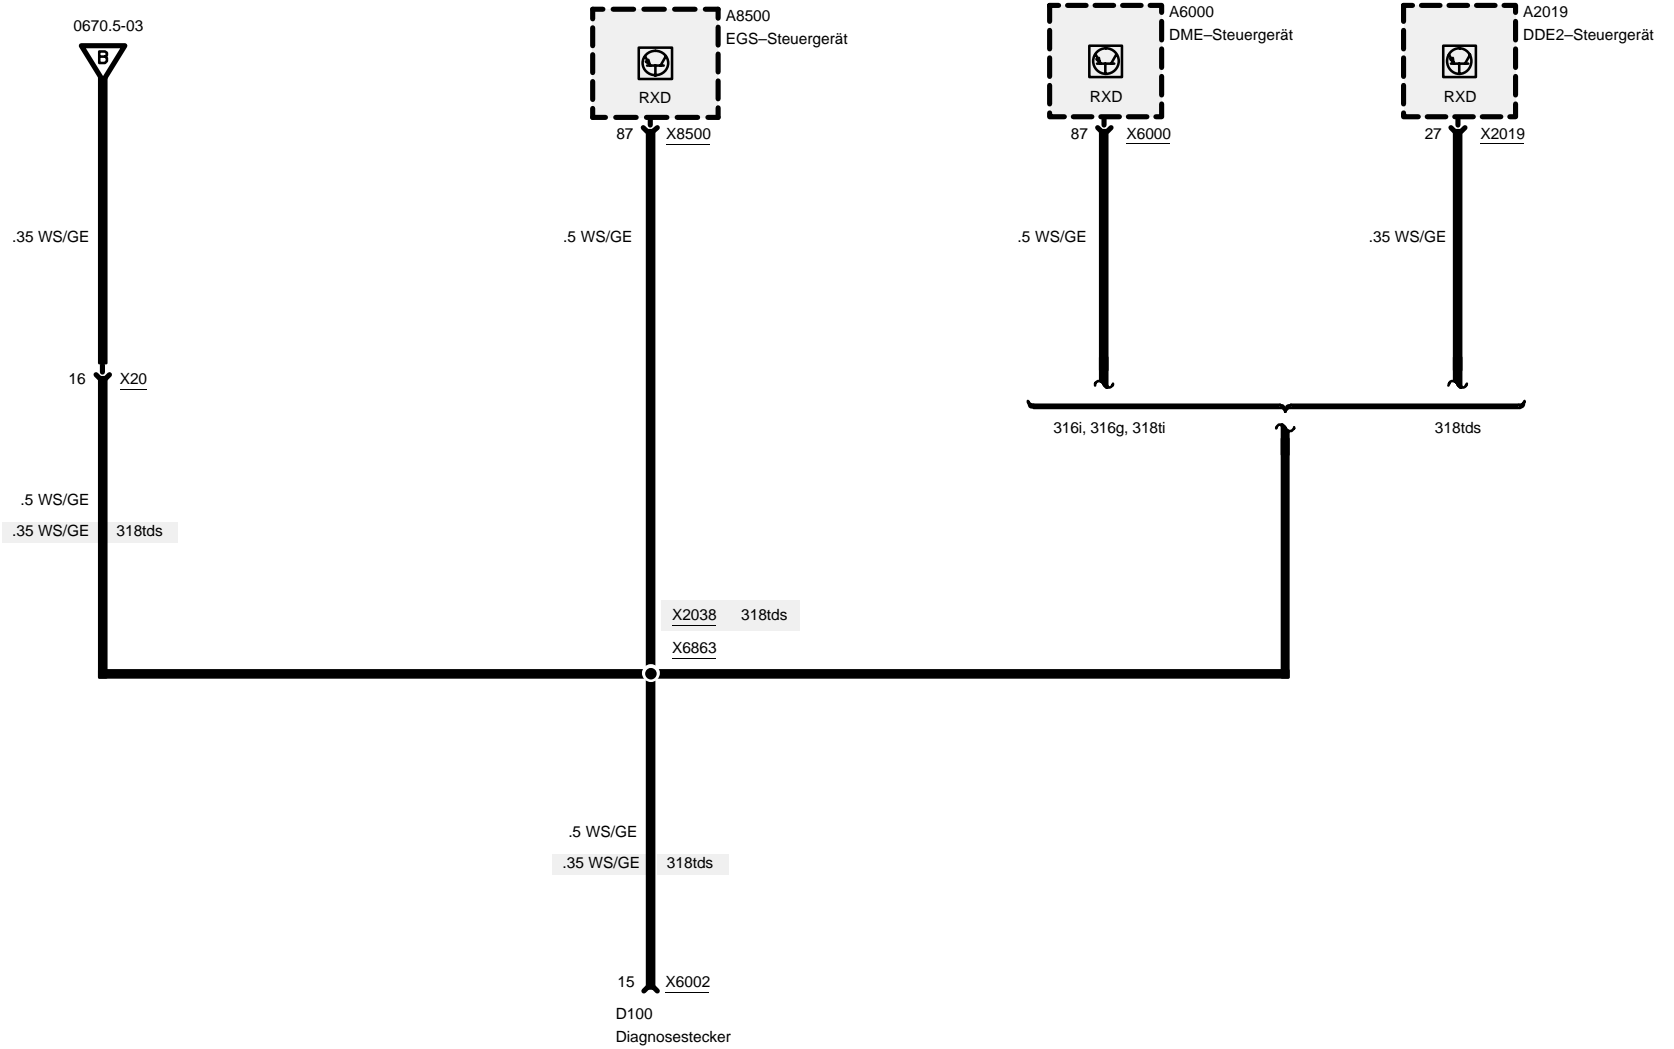 0670.5-03
B
A8500
EGS–Steuergerät
RXD
87 X8500
A6000
DME–Steuergerät
RXD
87 X6000
A2019
DDE2–Steuergerät
RXD
27 X2019
.35 WS/GE
.5 WS/GE
.5 WS/GE
.35 WS/GE
16 X20
316i, 316g, 318ti
318tds
.5 WS/GE
.35 WS/GE 318tds
X2038 318tds
X6863
.5 WS/GE
.35 WS/GE 318tds
15 X6002
D100
Diagnosestecker